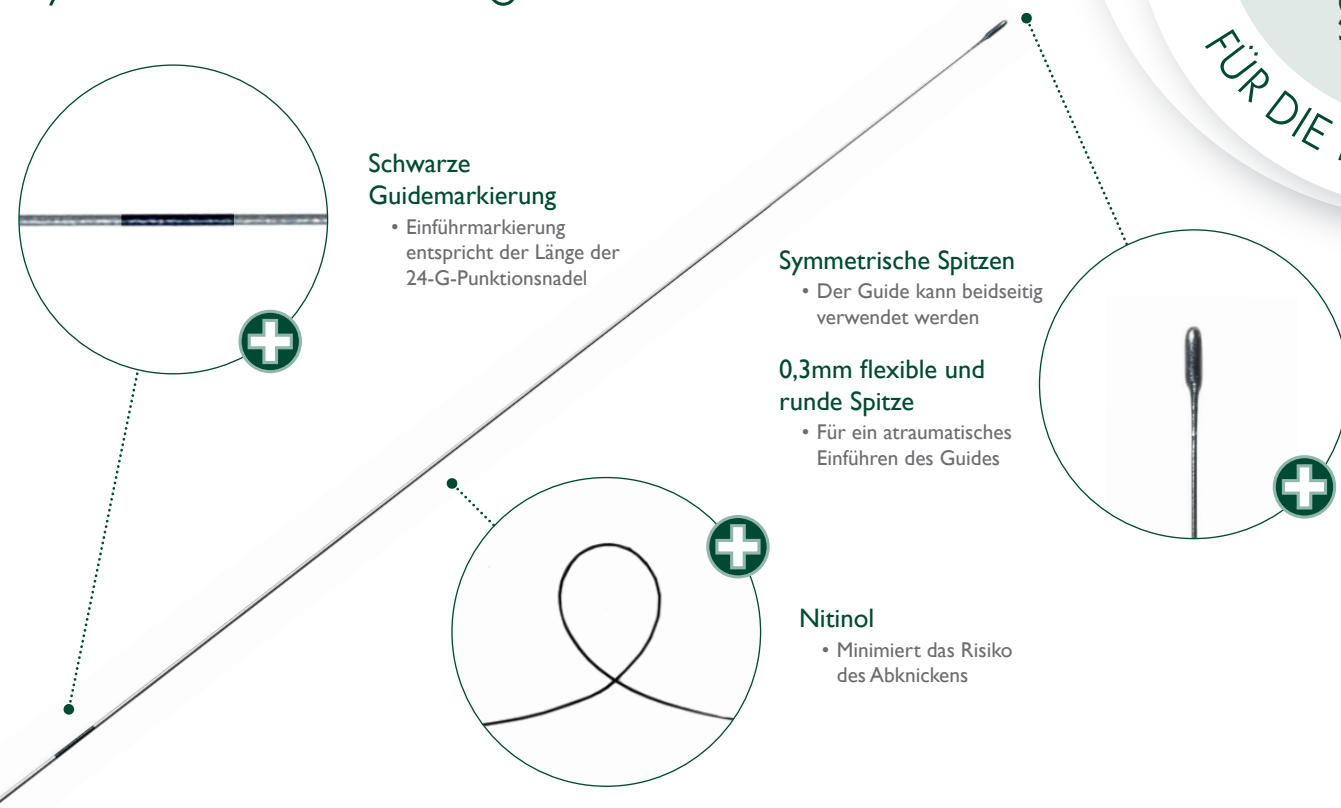 FÜR DIE
Schwarze
Guidemarkierung
• Einführmarkierung
entspricht der Länge der
24-G-Punktionsnadel
Symmetrische Spitzen
• Der Guide kann beidseitig
verwendet werden
0,3mm flexible und
runde Spitze
• Für ein atraumatisches
Einführen des Guides
Nitinol
• Minimiert das Risiko
des Abknickens